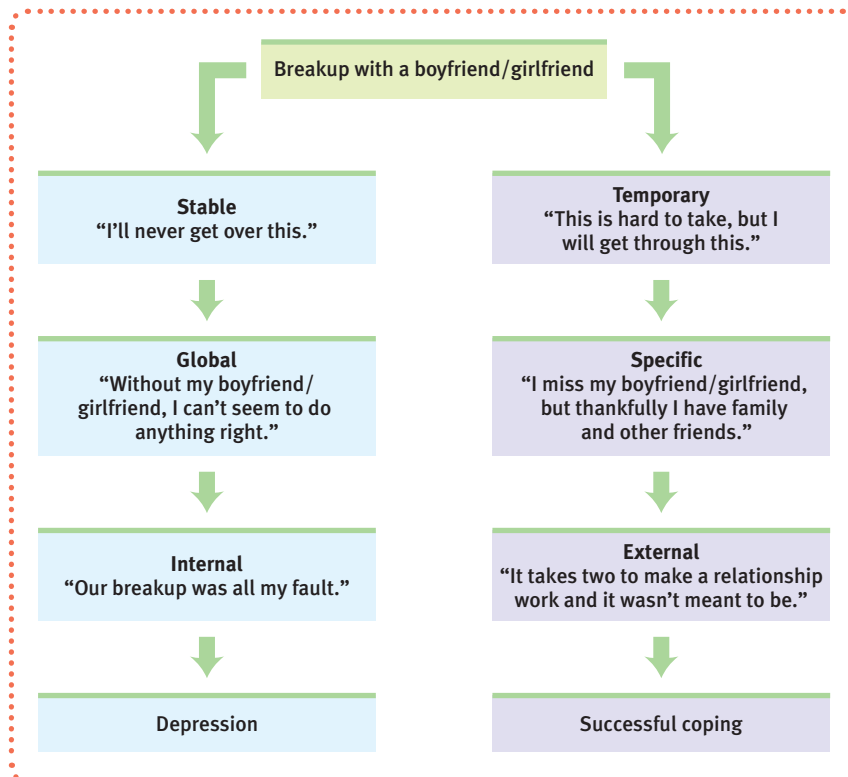 Breakup with a boyfriend/girlfriend
Stable
“I’ll never get over this.”
Global
“Without my boyfriend/
girlfriend, I can’t seem to do
anything right.”
Internal
“Our breakup was all my fault.”
Depression
Temporary
“This is hard to take, but I
will get through this.”
Specific
“I miss my boyfriend/girlfriend,
but thankfully I have family
and other friends.”
External
“It takes two to make a relationship
work and it wasn’t meant to be.”
Successful coping